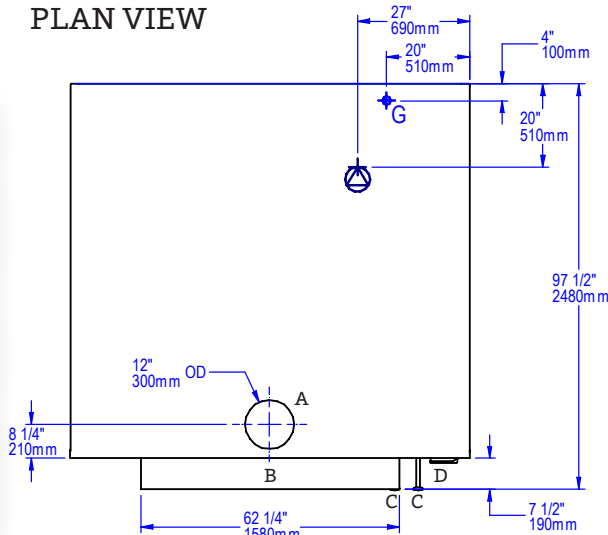 PLAN VIEW
27"
690mm
20"
510mm
4"
100mm
G
20"
510mm
97 1/2"
2480mm
12"
300mm OD
A
8 1/4"
210mm
B
D
C C
62 1/4"
1580mm
7 1/2"
190mm